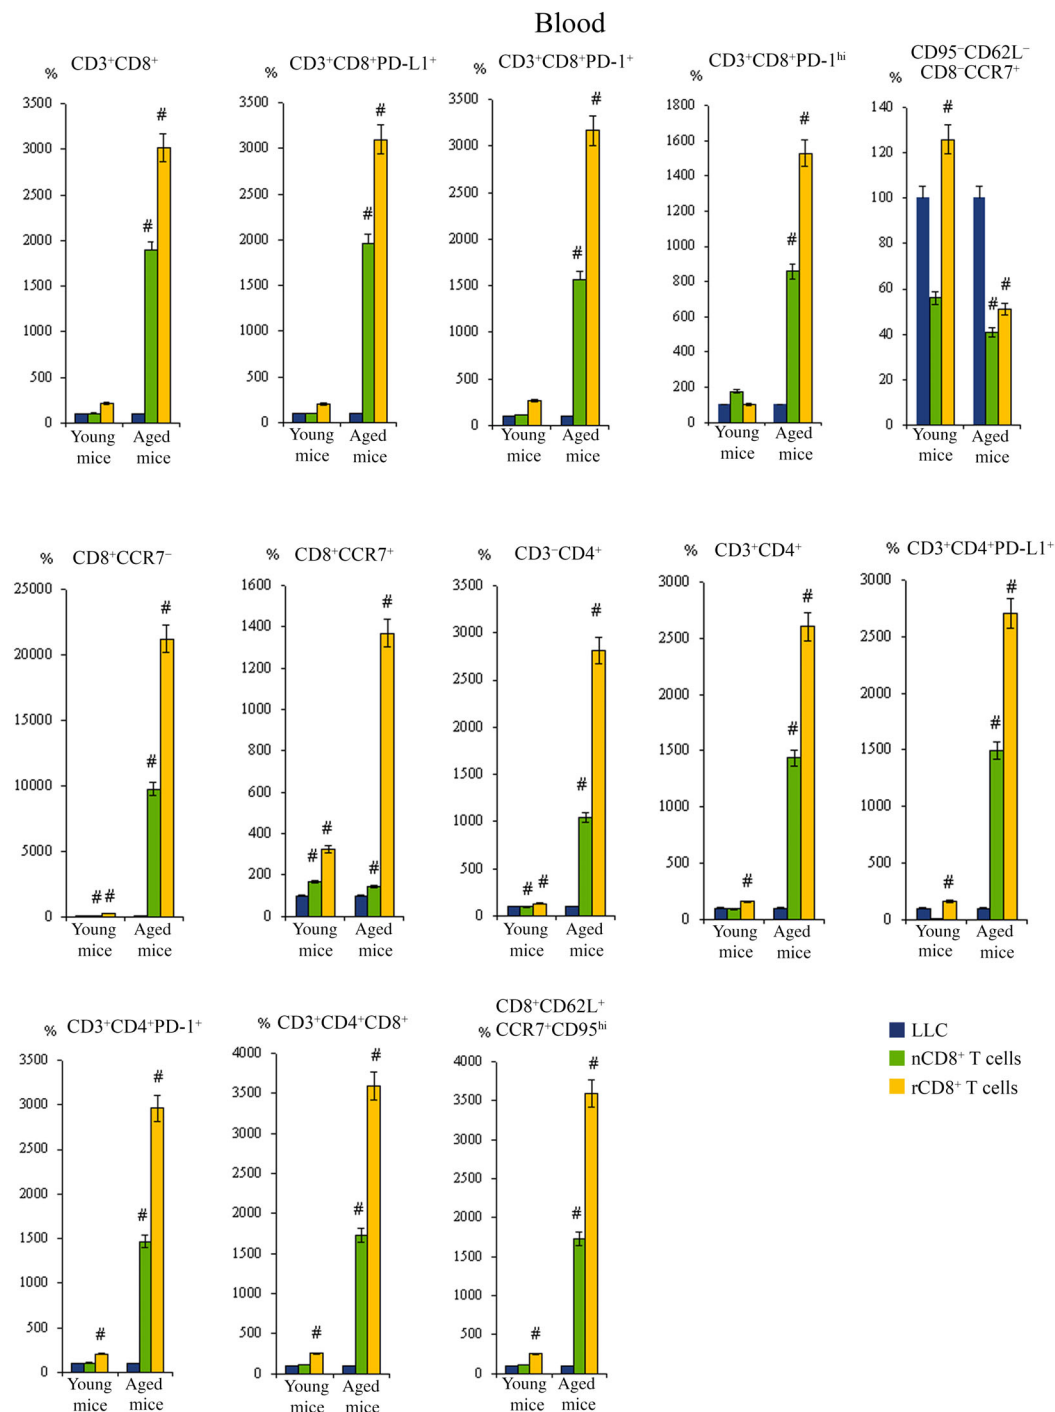 Blood
% CD3⁺CD8⁺
3500
3000
2500
2000
1500
1000
500
0
# #
Young mice
Aged mice
% CD3⁺CD8⁺PD-L1⁺
3500
3000
2500
2000
1500
1000
500
0
# #
Young mice
Aged mice
% CD3⁺CD8⁺PD-1⁺
3500
3000
2500
2000
1500
1000
500
0
# #
Young mice
Aged mice
CD3⁺CD8⁺PD-1ʰⁱ
%
1800
1600
1400
1200
1000
800
600
400
200
0
# #
Young mice
Aged mice
CD95⁻CD62L⁻
% CD8⁻CCR7⁺
140
120
100
80
60
40
20
0
# # #
Young mice
Aged mice
% CD8⁺CCR7⁻
25000
20000
15000
10000
5000
0
# # # #
Young mice
Aged mice
% CD8⁺CCR7⁺
1600
1400
1200
1000
800
600
400
200
0
# # # #
Young mice
Aged mice
% CD3⁻CD4⁺
3500
3000
2500
2000
1500
1000
500
0
# # # #
Young mice
Aged mice
% CD3⁺CD4⁺
3000
2500
2000
1500
1000
500
0
# # #
Young mice
Aged mice
% CD3⁺CD4⁺PD-L1⁺
3000
2500
2000
1500
1000
500
0
# # #
Young mice
Aged mice
% CD3⁺CD4⁺PD-1⁺
3500
3000
2500
2000
1500
1000
500
0
# # #
Young mice
Aged mice
% CD3⁺CD4⁺CD8⁺
4000
3500
3000
2500
2000
1500
1000
500
0
# # #
Young mice
Aged mice
CD8⁺CD62L⁺
% CCR7⁺CD95ʰⁱ
4000
3500
3000
2500
2000
1500
1000
500
0
# # #
Young mice
Aged mice
LLC
nCD8⁺ T cells
rCD8⁺ T cells